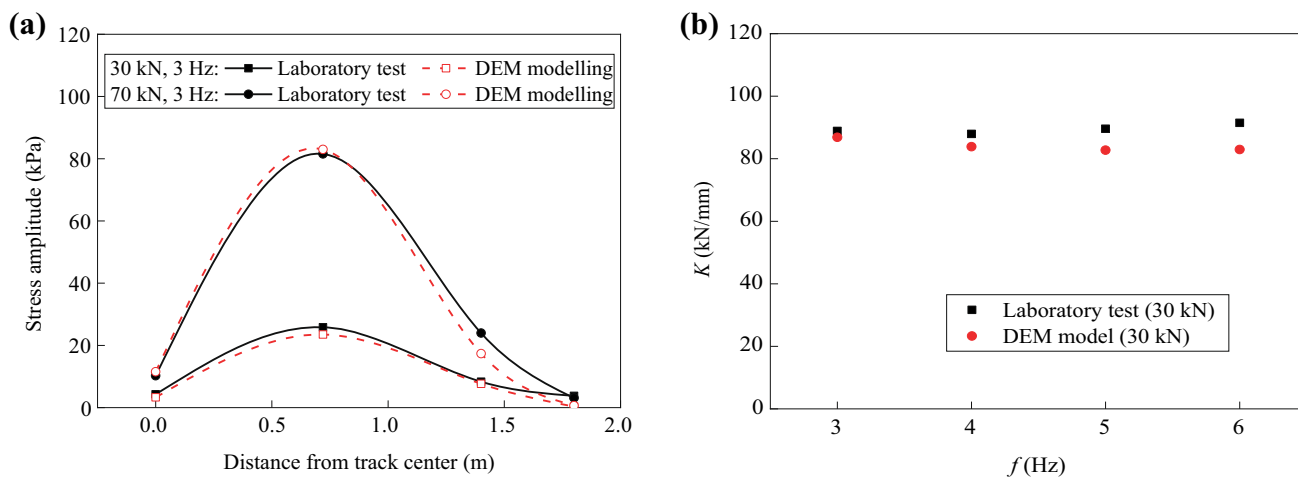 (a)
120
100
80
60
40
20
0
Stress amplitude (kPa)
30 kN, 3 Hz: Laboratory test DEM modelling
70 kN, 3 Hz: Laboratory test DEM modelling
0.0 0.5 1.0 1.5 2.0
Distance from track center (m)
(b)
120
100
80
60
40
20
0
K (kN/mm)
Laboratory test (30 kN)
DEM model (30 kN)
3 4 5 6
f (Hz)